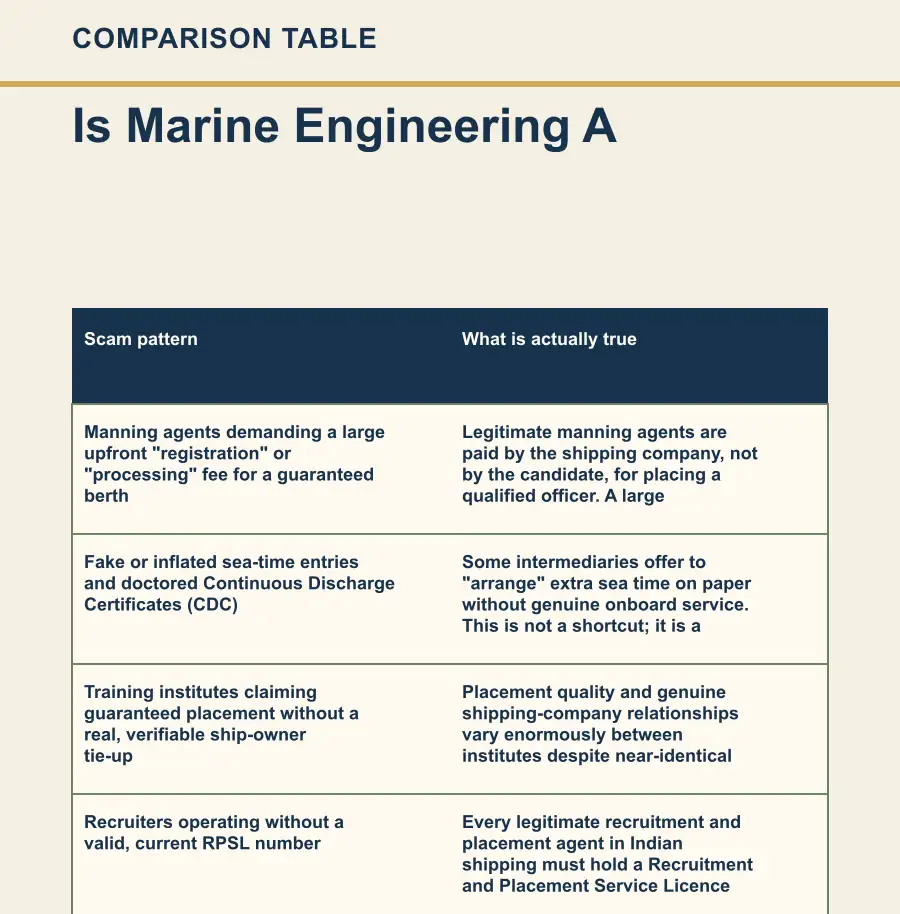 COMPARISON TABLE
Is Marine Engineering A
Scam pattern
What is actually true
Manning agents demanding a large
upfront "registration" or
"processing" fee for a guaranteed
berth
Legitimate manning agents are
paid by the shipping company, not
by the candidate, for placing a
qualified officer. A large
Fake or inflated sea-time entries
and doctored Continuous Discharge
Certificates (CDC)
Some intermediaries offer to
"arrange" extra sea time on paper
without genuine onboard service.
This is not a shortcut; it is a
Training institutes claiming
guaranteed placement without a
real, verifiable ship-owner
tie-up
Placement quality and genuine
shipping-company relationships
vary enormously between
institutes despite near-identical
Recruiters operating without a
valid, current RPSL number
Every legitimate recruitment and
placement agent in Indian
shipping must hold a Recruitment
and Placement Service Licence